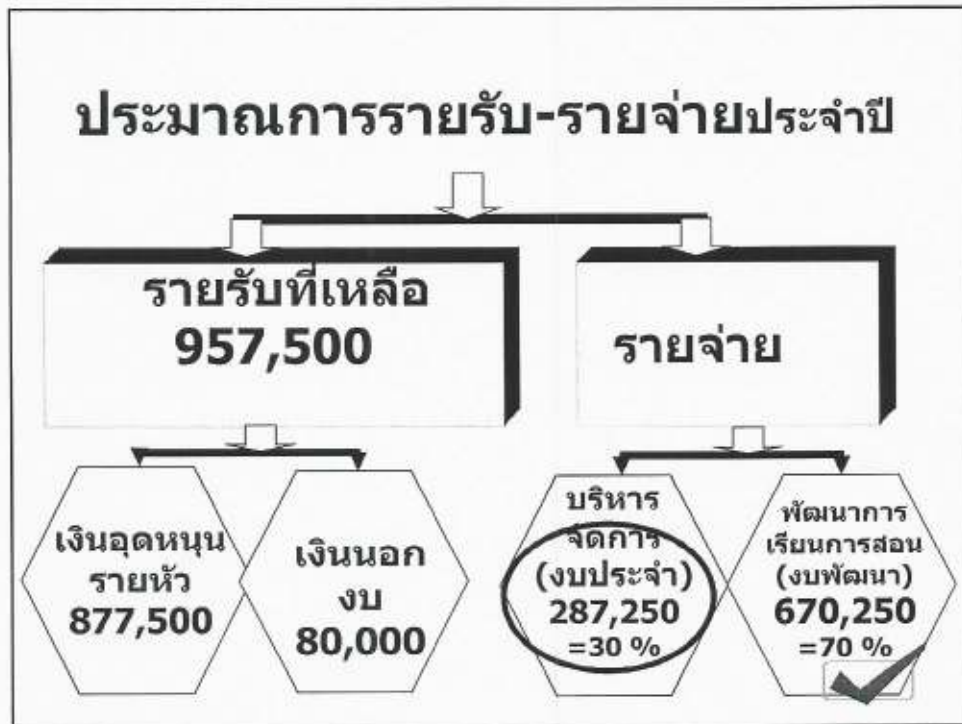 ประมาณการรายรับ-รายจ่ายประจำปี
รายรับที่เหลือ
957,500
รายจ่าย
เงินอุดหนุน
รายหัว
877,500
เงินนอก
งบ
80,000
บริหาร
จัดการ
(งบประจำ)
287,250
=30 %
พัฒนาการ
เรียนการสอน
(งบพัฒนา)
670,250
=70 %